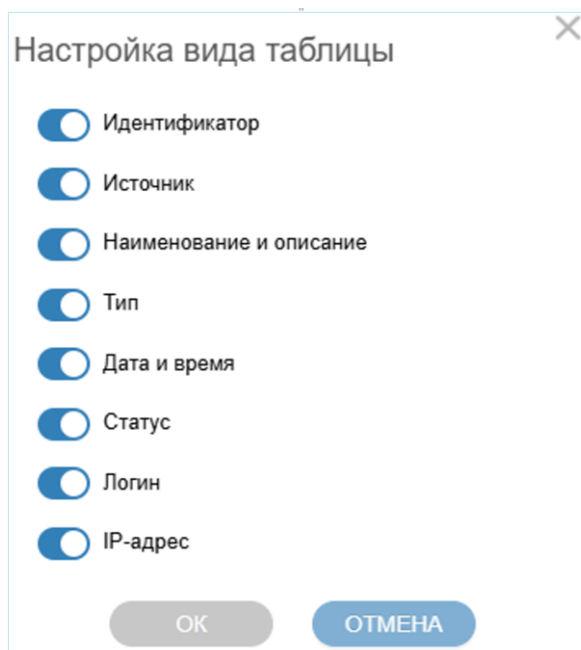 Настройка вида таблицы
Идентификатор
Источник
Наименование и описание
Тип
Дата и время
Статус
Логин
IP-адрес
ОК
ОТМЕНА